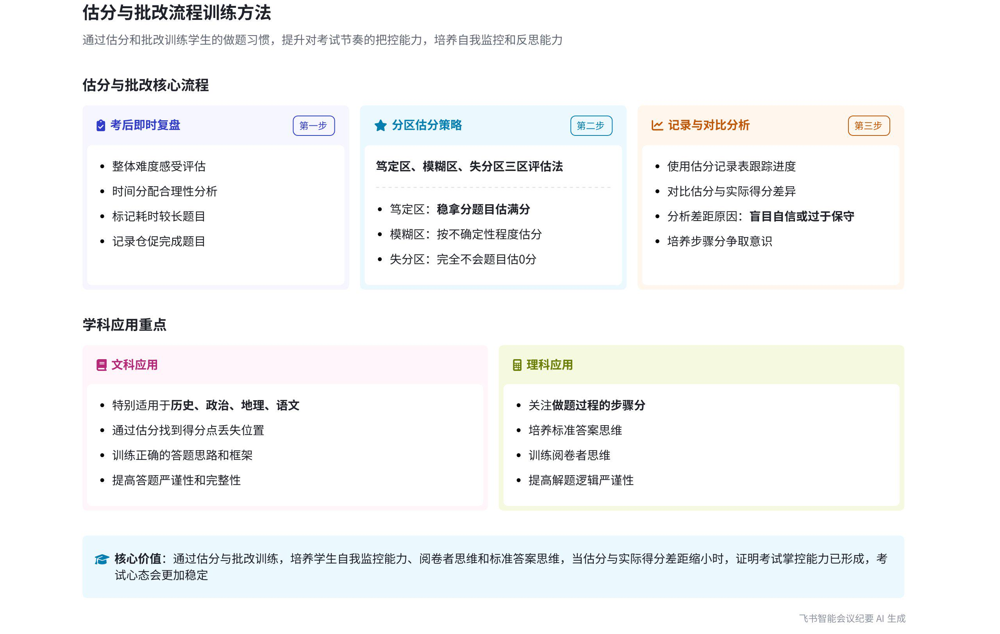 估分与批改流程训练方法
通过估分和批改训练学生的做题习惯，提升对考试节奏的把控能力，培养自我监控和反思能力
估分与批改核心流程
考后即时复盘
第一步
整体难度感受评估
时间分配合理性分析
标记耗时较长题目
记录仓促完成题目
分区估分策略
第二步
笃定区、模糊区、失分区三区评估法
笃定区：稳拿分题目估满分
模糊区：按不确定性程度估分
失分区：完全不会题目估0分
记录与对比分析
第三步
使用估分记录表跟踪进度
对比估分与实际得分差异
分析差距原因：盲目自信或过于保守
培养步骤分争取意识
学科应用重点
文科应用
特别适用于历史、政治、地理、语文
通过估分找到得分点丢失位置
训练正确的答题思路和框架
提高答题严谨性和完整性
理科应用
关注做题过程的步骤分
培养标准答案思维
训练阅卷者思维
提高解题逻辑严谨性
核心价值：通过估分与批改训练，培养学生自我监控能力、阅卷者思维和标准答案思维，当估分与实际得分差距缩小时，证明考试掌控能力已形成，考
试心态会更加稳定
飞书智能会议纪要 AI 生成